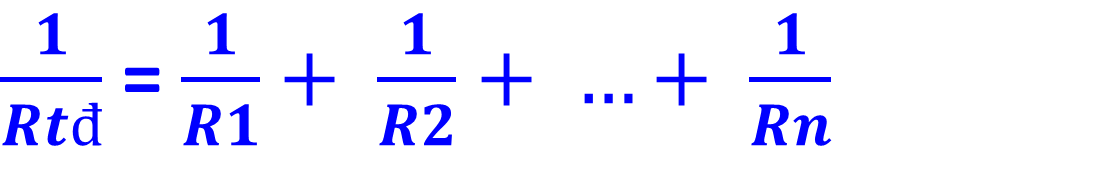 1/Rtđ = 1/R1 + 1/R2 + ... + 1/Rn